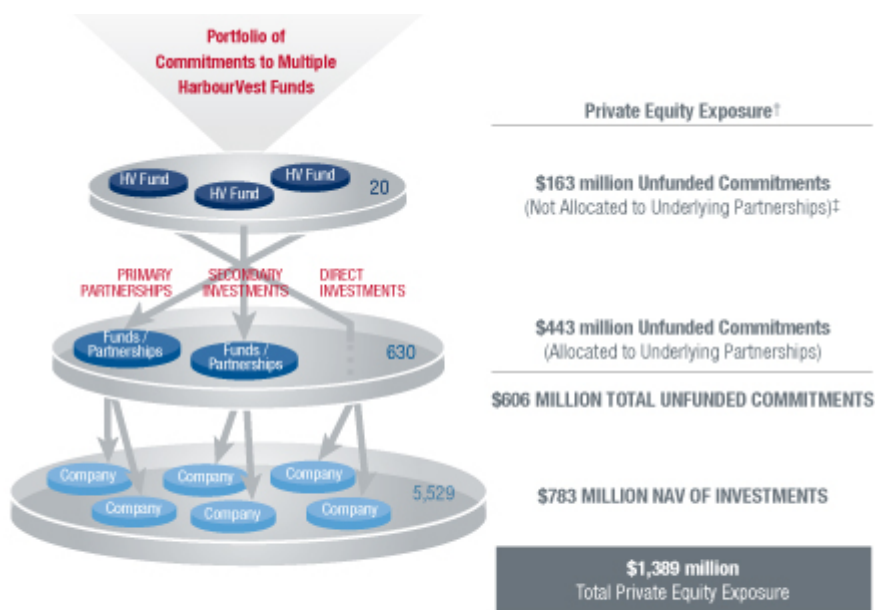 Portfolio of
Commitments to Multiple
HarbourVest Funds
Private Equity Exposure†
HV Fund
HV Fund
HV Fund
20
$163 million Unfunded Commitments
(Not Allocated to Underlying Partnerships)‡
PRIMARY
PARTNERSHIPS
SECONDARY
INVESTMENTS
DIRECT
INVESTMENTS
Funds /
Partnerships
Funds /
Partnerships
630
$443 million Unfunded Commitments
(Allocated to Underlying Partnerships)
$606 MILLION TOTAL UNFUNDED COMMITMENTS
Company
Company
Company
Company
Company
Company
5,529
$783 MILLION NAV OF INVESTMENTS
$1,389 million
Total Private Equity Exposure